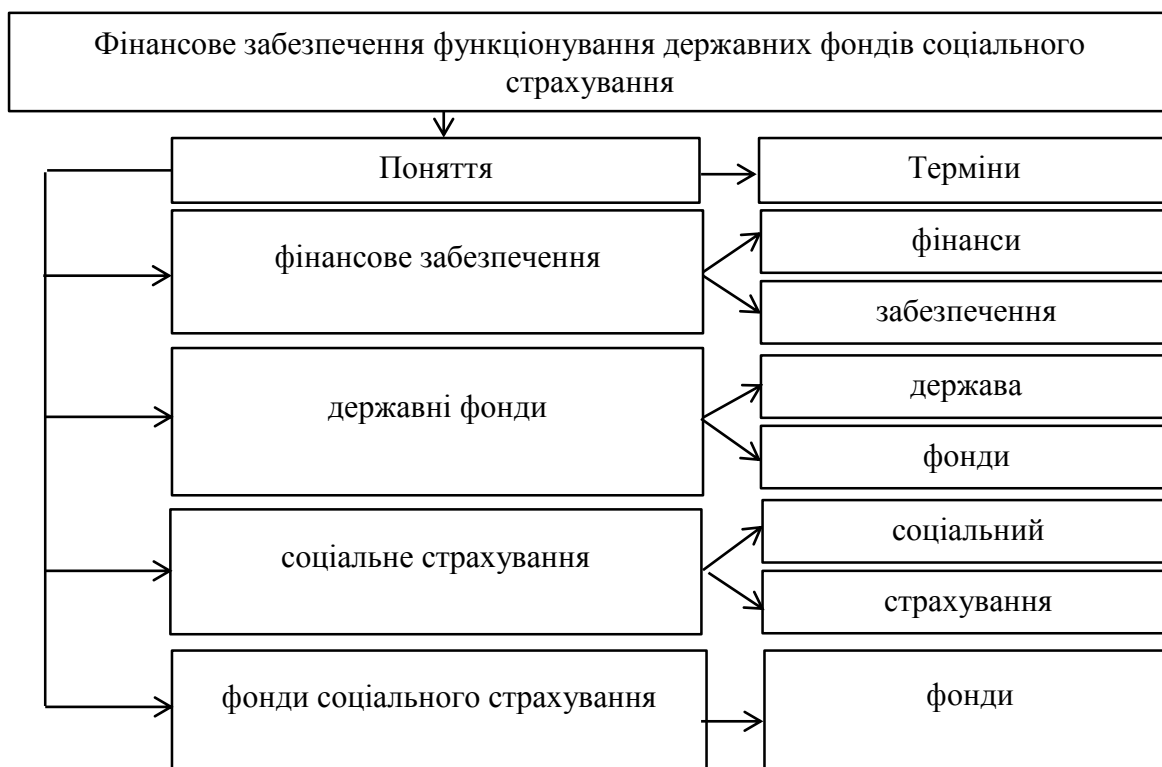 Фінансове забезпечення функціонування державних фондів соціального
страхування
Поняття
Терміни
фінансове забезпечення
фінанси
забезпечення
державні фонди
держава
фонди
соціальне страхування
соціальний
страхування
фонди соціального страхування
фонди